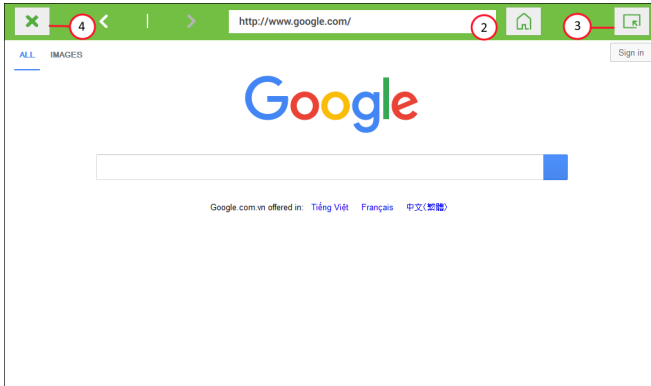 4
http://www.google.com/
2
3
ALL IMAGES
Sign in
Google
Google.com.vn offered in: Tiếng Việt Français 中文(繁體)